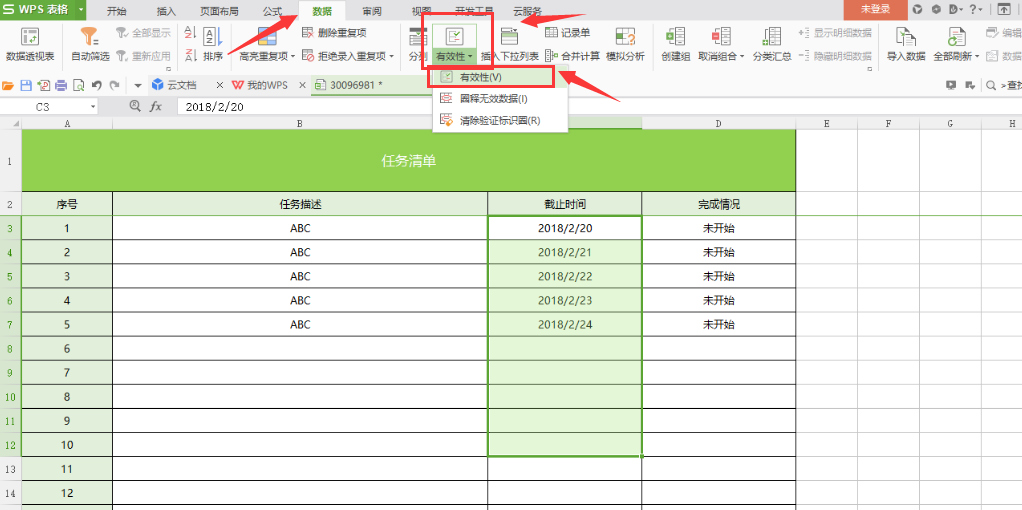 S WPS 表格
开始 插入 页面布局 公式 数据 审阅 视图 开发工具 云服务 未登录
全部显示 删除重复项 记录单 显示明细数据
数据透视表 自动筛选 重新应用 排序 高亮重复项 拒绝录入重复项 有效性 插入下拉列表 合并计算 模拟分析 创建组 取消组合 分类汇总 隐藏明细数据 导入数据 全部刷新
云文档 我的WPS 30096981 *
有效性(V)
圈释无效数据(I)
清除验证标识圈(R)
C3 fx 2018/2/20
A B D E F G H
1 任务清单
2 序号 任务描述 截止时间 完成情况
3 1 ABC 2018/2/20 未开始
4 2 ABC 2018/2/21 未开始
5 3 ABC 2018/2/22 未开始
6 4 ABC 2018/2/23 未开始
7 5 ABC 2018/2/24 未开始
8 6
9 7
10 8
11 9
12 10
13 11
14 12